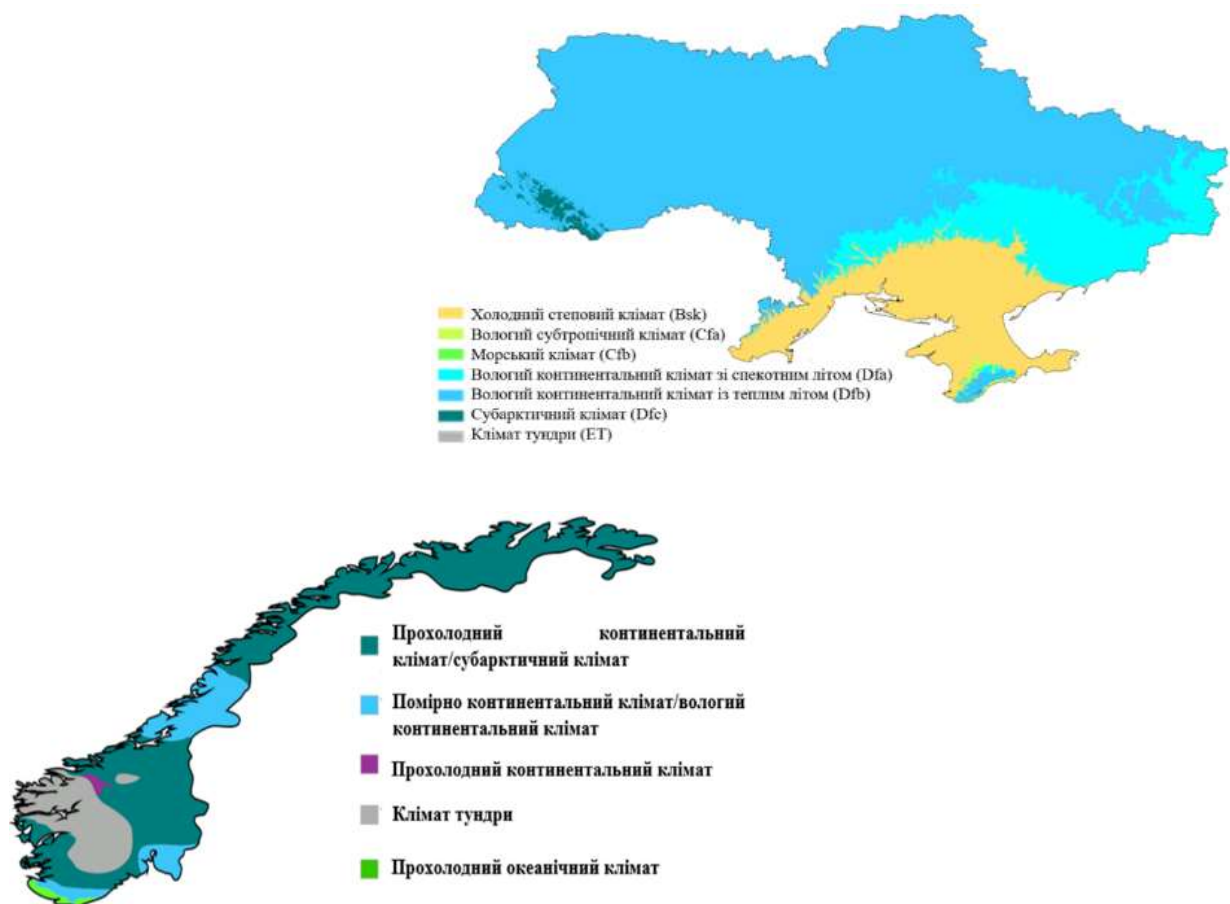 Холодний степовий клімат (Bsk)
Вологий субтропічний клімат (Cfa)
Морський клімат (Cfb)
Вологий континентальний клімат зі спекотним літом (Dfa)
Вологий континентальний клімат із теплим літом (Dfb)
Субарктичний клімат (Dfc)
Клімат тундри (ET)
Прохолодний континентальний
клімат/субарктичний клімат
Помірно континентальний клімат/вологий
континентальний клімат
Прохолодний континентальний клімат
Клімат тундри
Прохолодний океанічний клімат